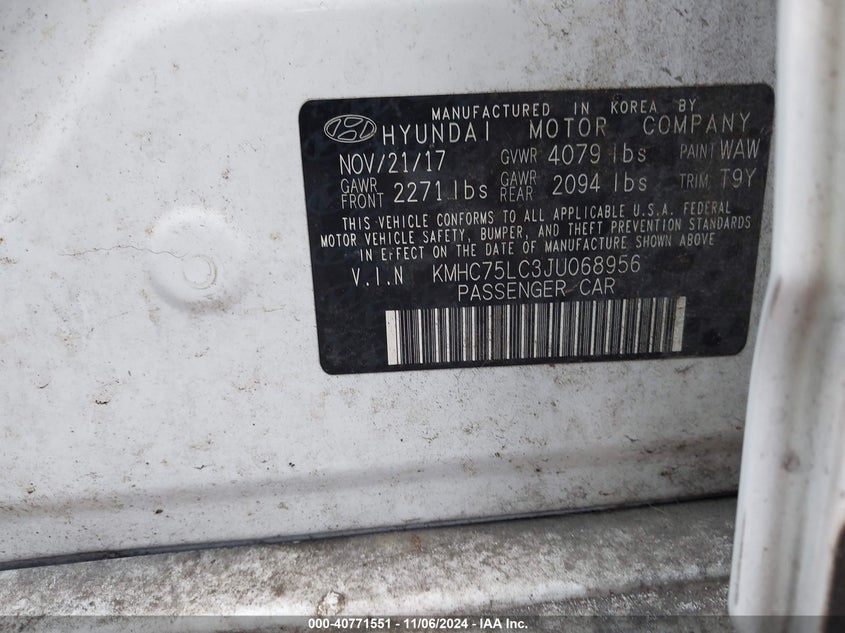 MANUFACTURED IN KOREA BY
HYUNDAI MOTOR COMPANY
NOV/21/17 GVWR 4079 lbs PAINT WAW
GAWR FRONT 2271 lbs GAWR REAR 2094 lbs TRIM T9Y
THIS VEHICLE CONFORMS TO ALL APPLICABLE U.S.A. FEDERAL
MOTOR VEHICLE SAFETY, BUMPER, AND THEFT PREVENTION STANDARDS
IN EFFECT ON THE DATE OF MANUFACTURE SHOWN ABOVE
V.I.N KMHC75LC3JU068956
PASSENGER CAR
000-40771551 - 11/06/2024 - IAA Inc.